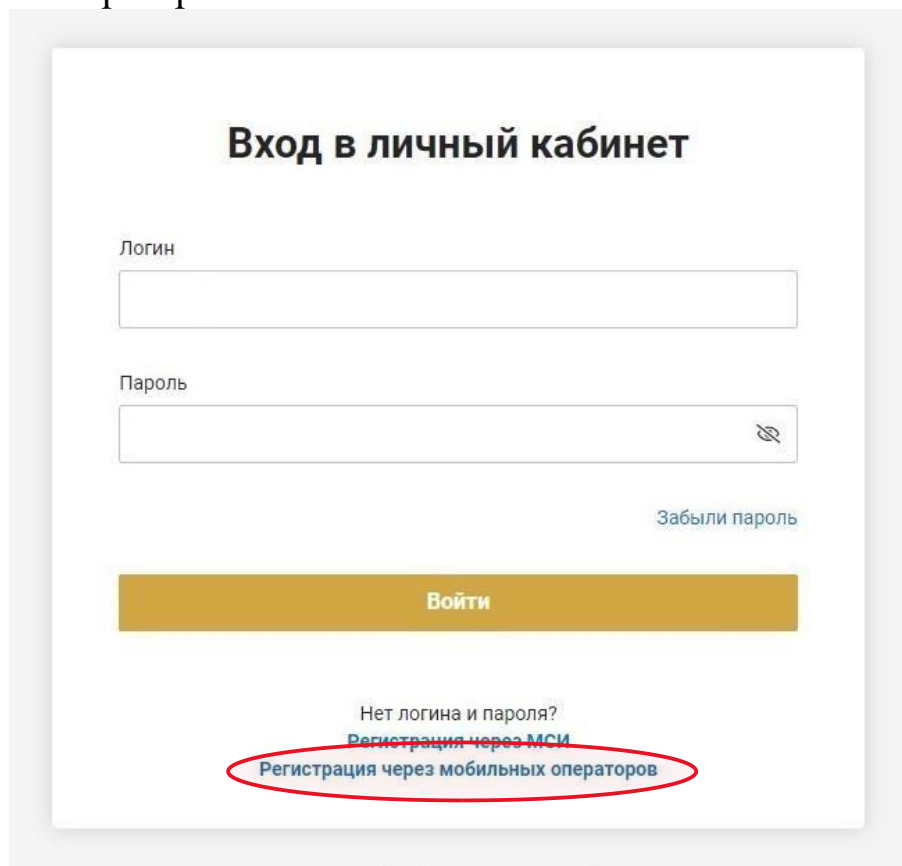 Вход в личный кабинет
Логин
Пароль
Забыли пароль
Войти
Нет логина и пароля?
Регистрация через МСИ
Регистрация через мобильных операторов